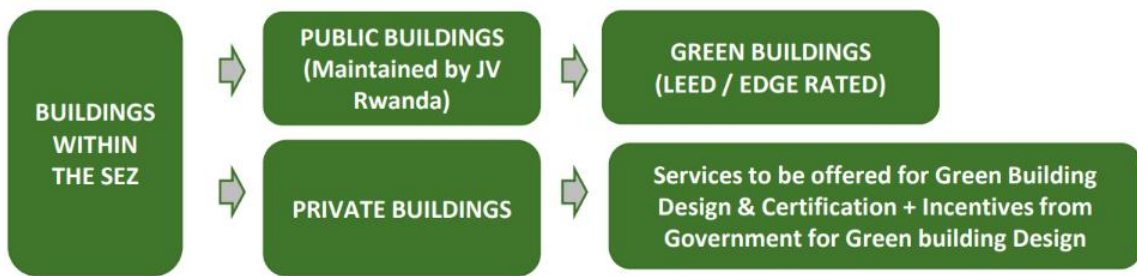 BUILDINGS
WITHIN
THE SEZ
PUBLIC BUILDINGS
(Maintained by JV
Rwanda)
GREEN BUILDINGS
(LEED / EDGE RATED)
PRIVATE BUILDINGS
Services to be offered for Green Building
Design & Certification + Incentives from
Government for Green building Design